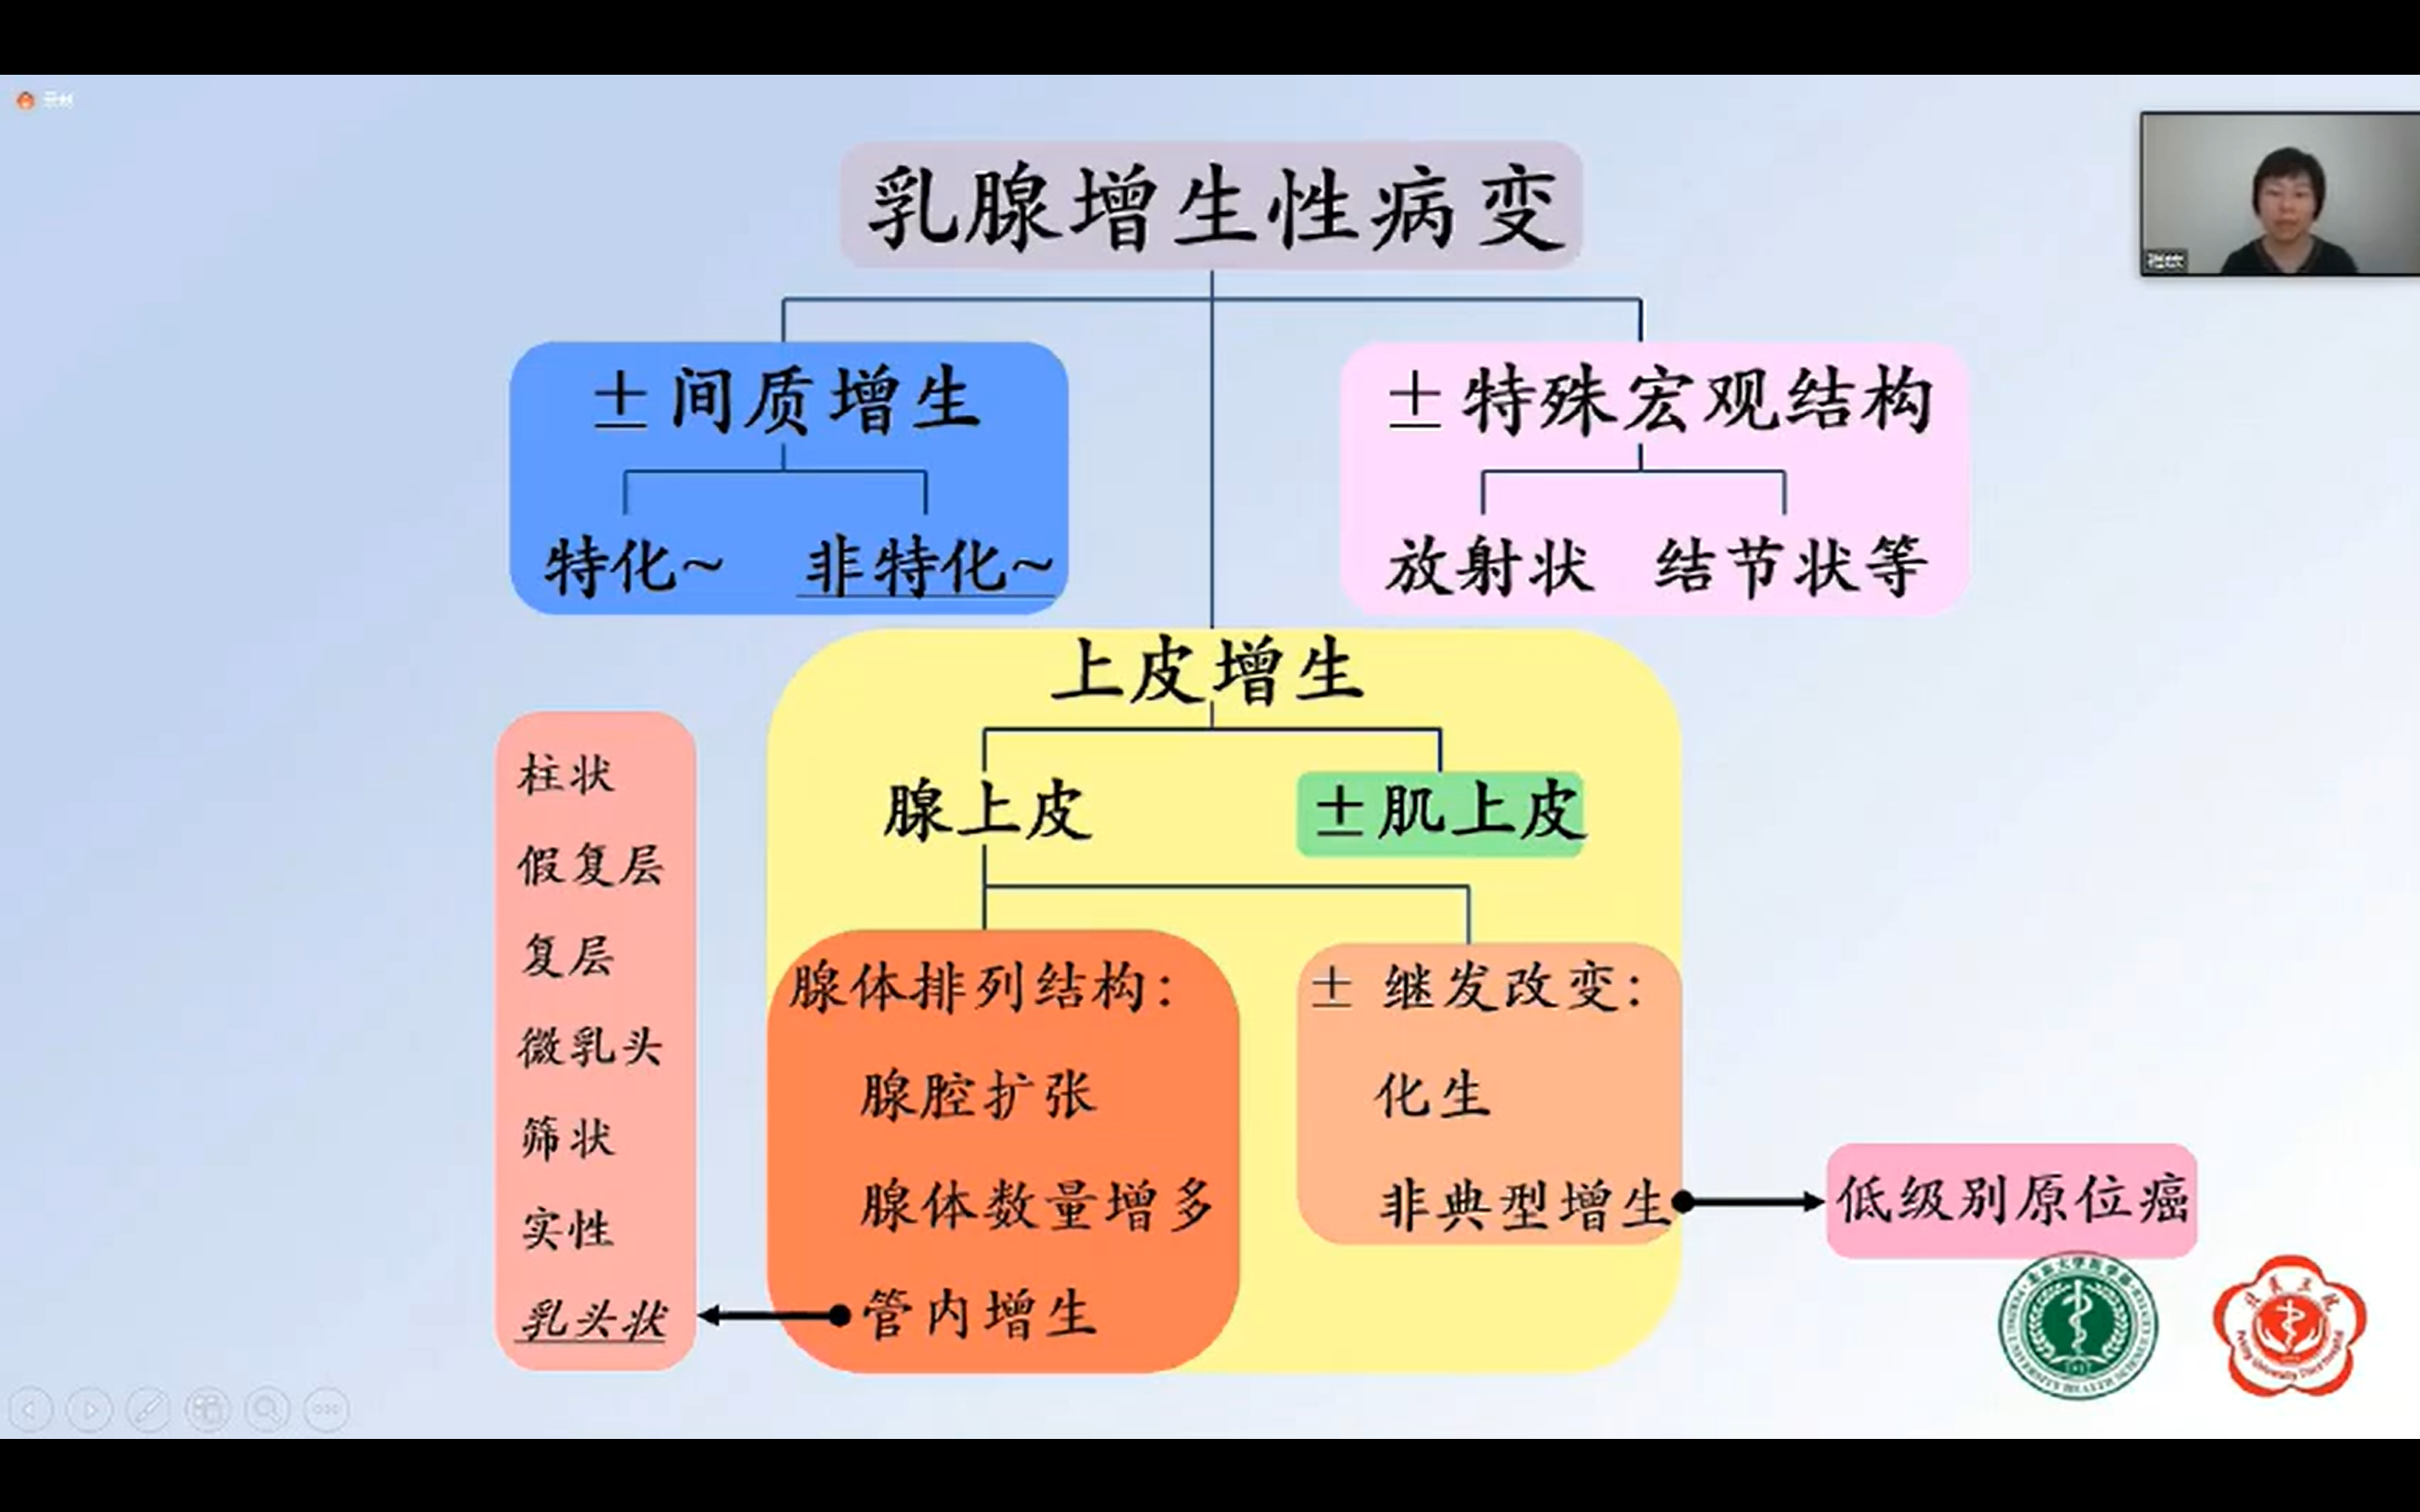 乳腺增生性病变
±间质增生
±特殊宏观结构
特化~ 非特化~
放射状 结节状等
上皮增生
腺上皮
±肌上皮
柱状
假复层
复层
微乳头
筛状
实性
乳头状
腺体排列结构：
腺腔扩张
腺体数量增多
管内增生
± 继发改变：
化生
非典型增生
低级别原位癌